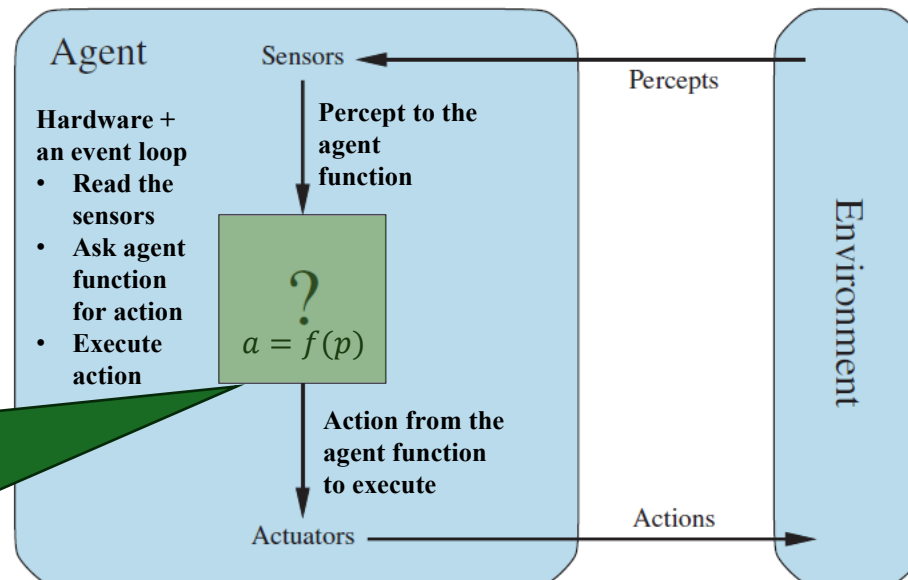 Agent
Sensors
Percepts
Hardware +
an event loop
• Read the
sensors
• Ask agent
function
for action
• Execute
action
Percept to the
agent
function
?
a = f(p)
Action from the
agent function
to execute
Actuators
Actions
Environment